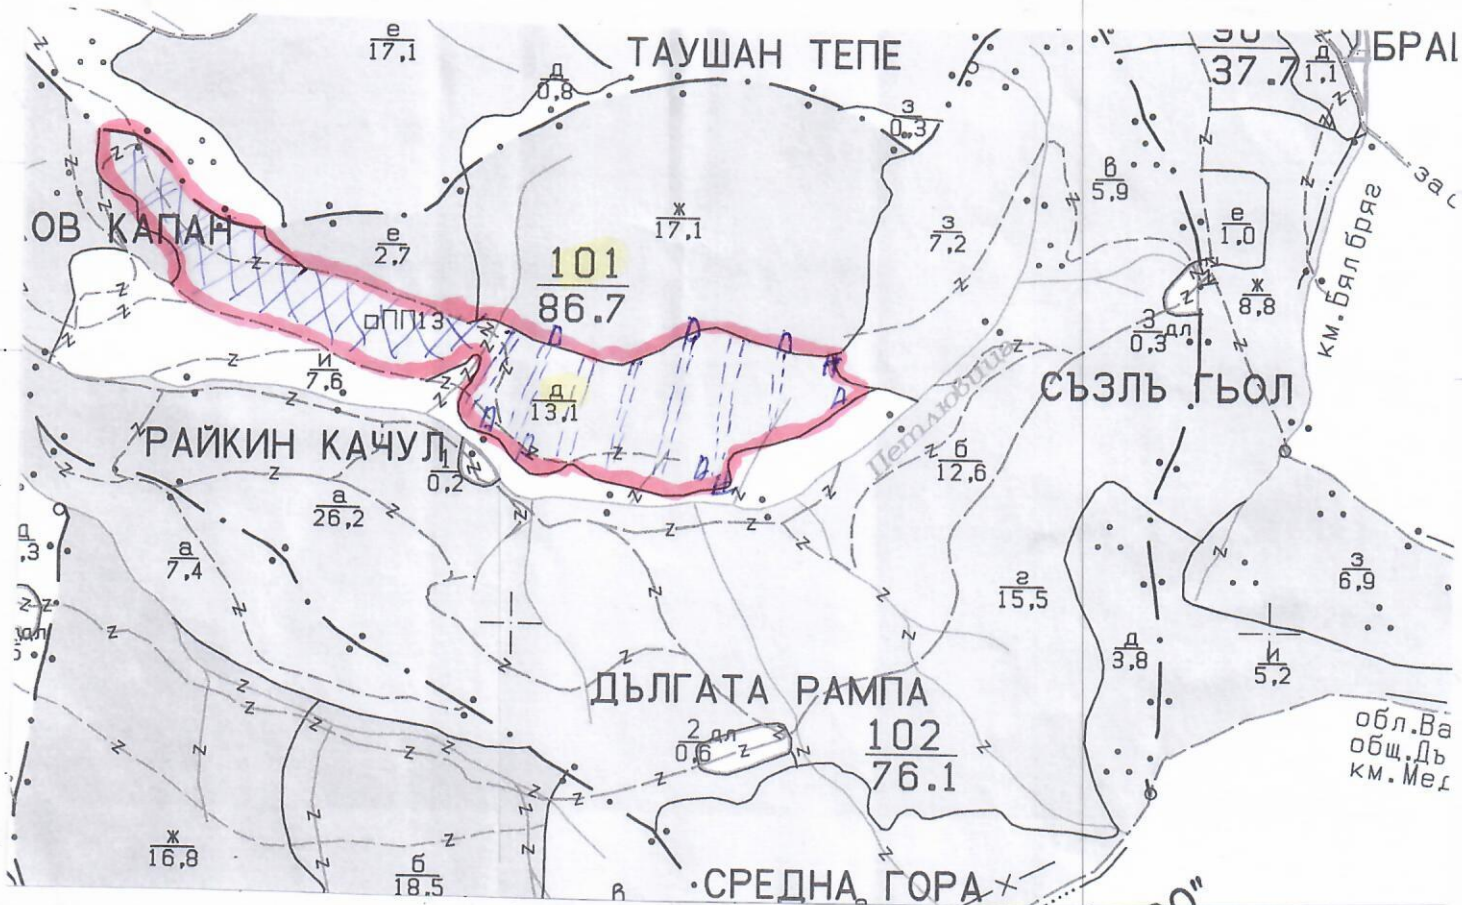 е
17,1
ТАУШАН ТЕПЕ
37.7
д
1,1
д
0,8
з
0,3
в
5,9
км.Бял бряг
ОВ КАПАН
е
2,7
ж
17,1
з
7,2
е
1,0
101
86.7
ж
8,8
ПП13
3 дл
0,3
и
7,6
д
13,1
Петлювица
СЪЗЛЪ ГЬОЛ
РАЙКИН КАЧУЛ
1
0,2
б
12,6
а
26,2
а
7,4
г
15,5
з
6,9
д
3,8
и
5,2
ДЪЛГАТА РАМПА
2 дл
0,6
102
76.1
обл.Ва
общ.Дъ
км.Мед
ж
16,8
б
18,5
в
СРЕДНА ГОРА